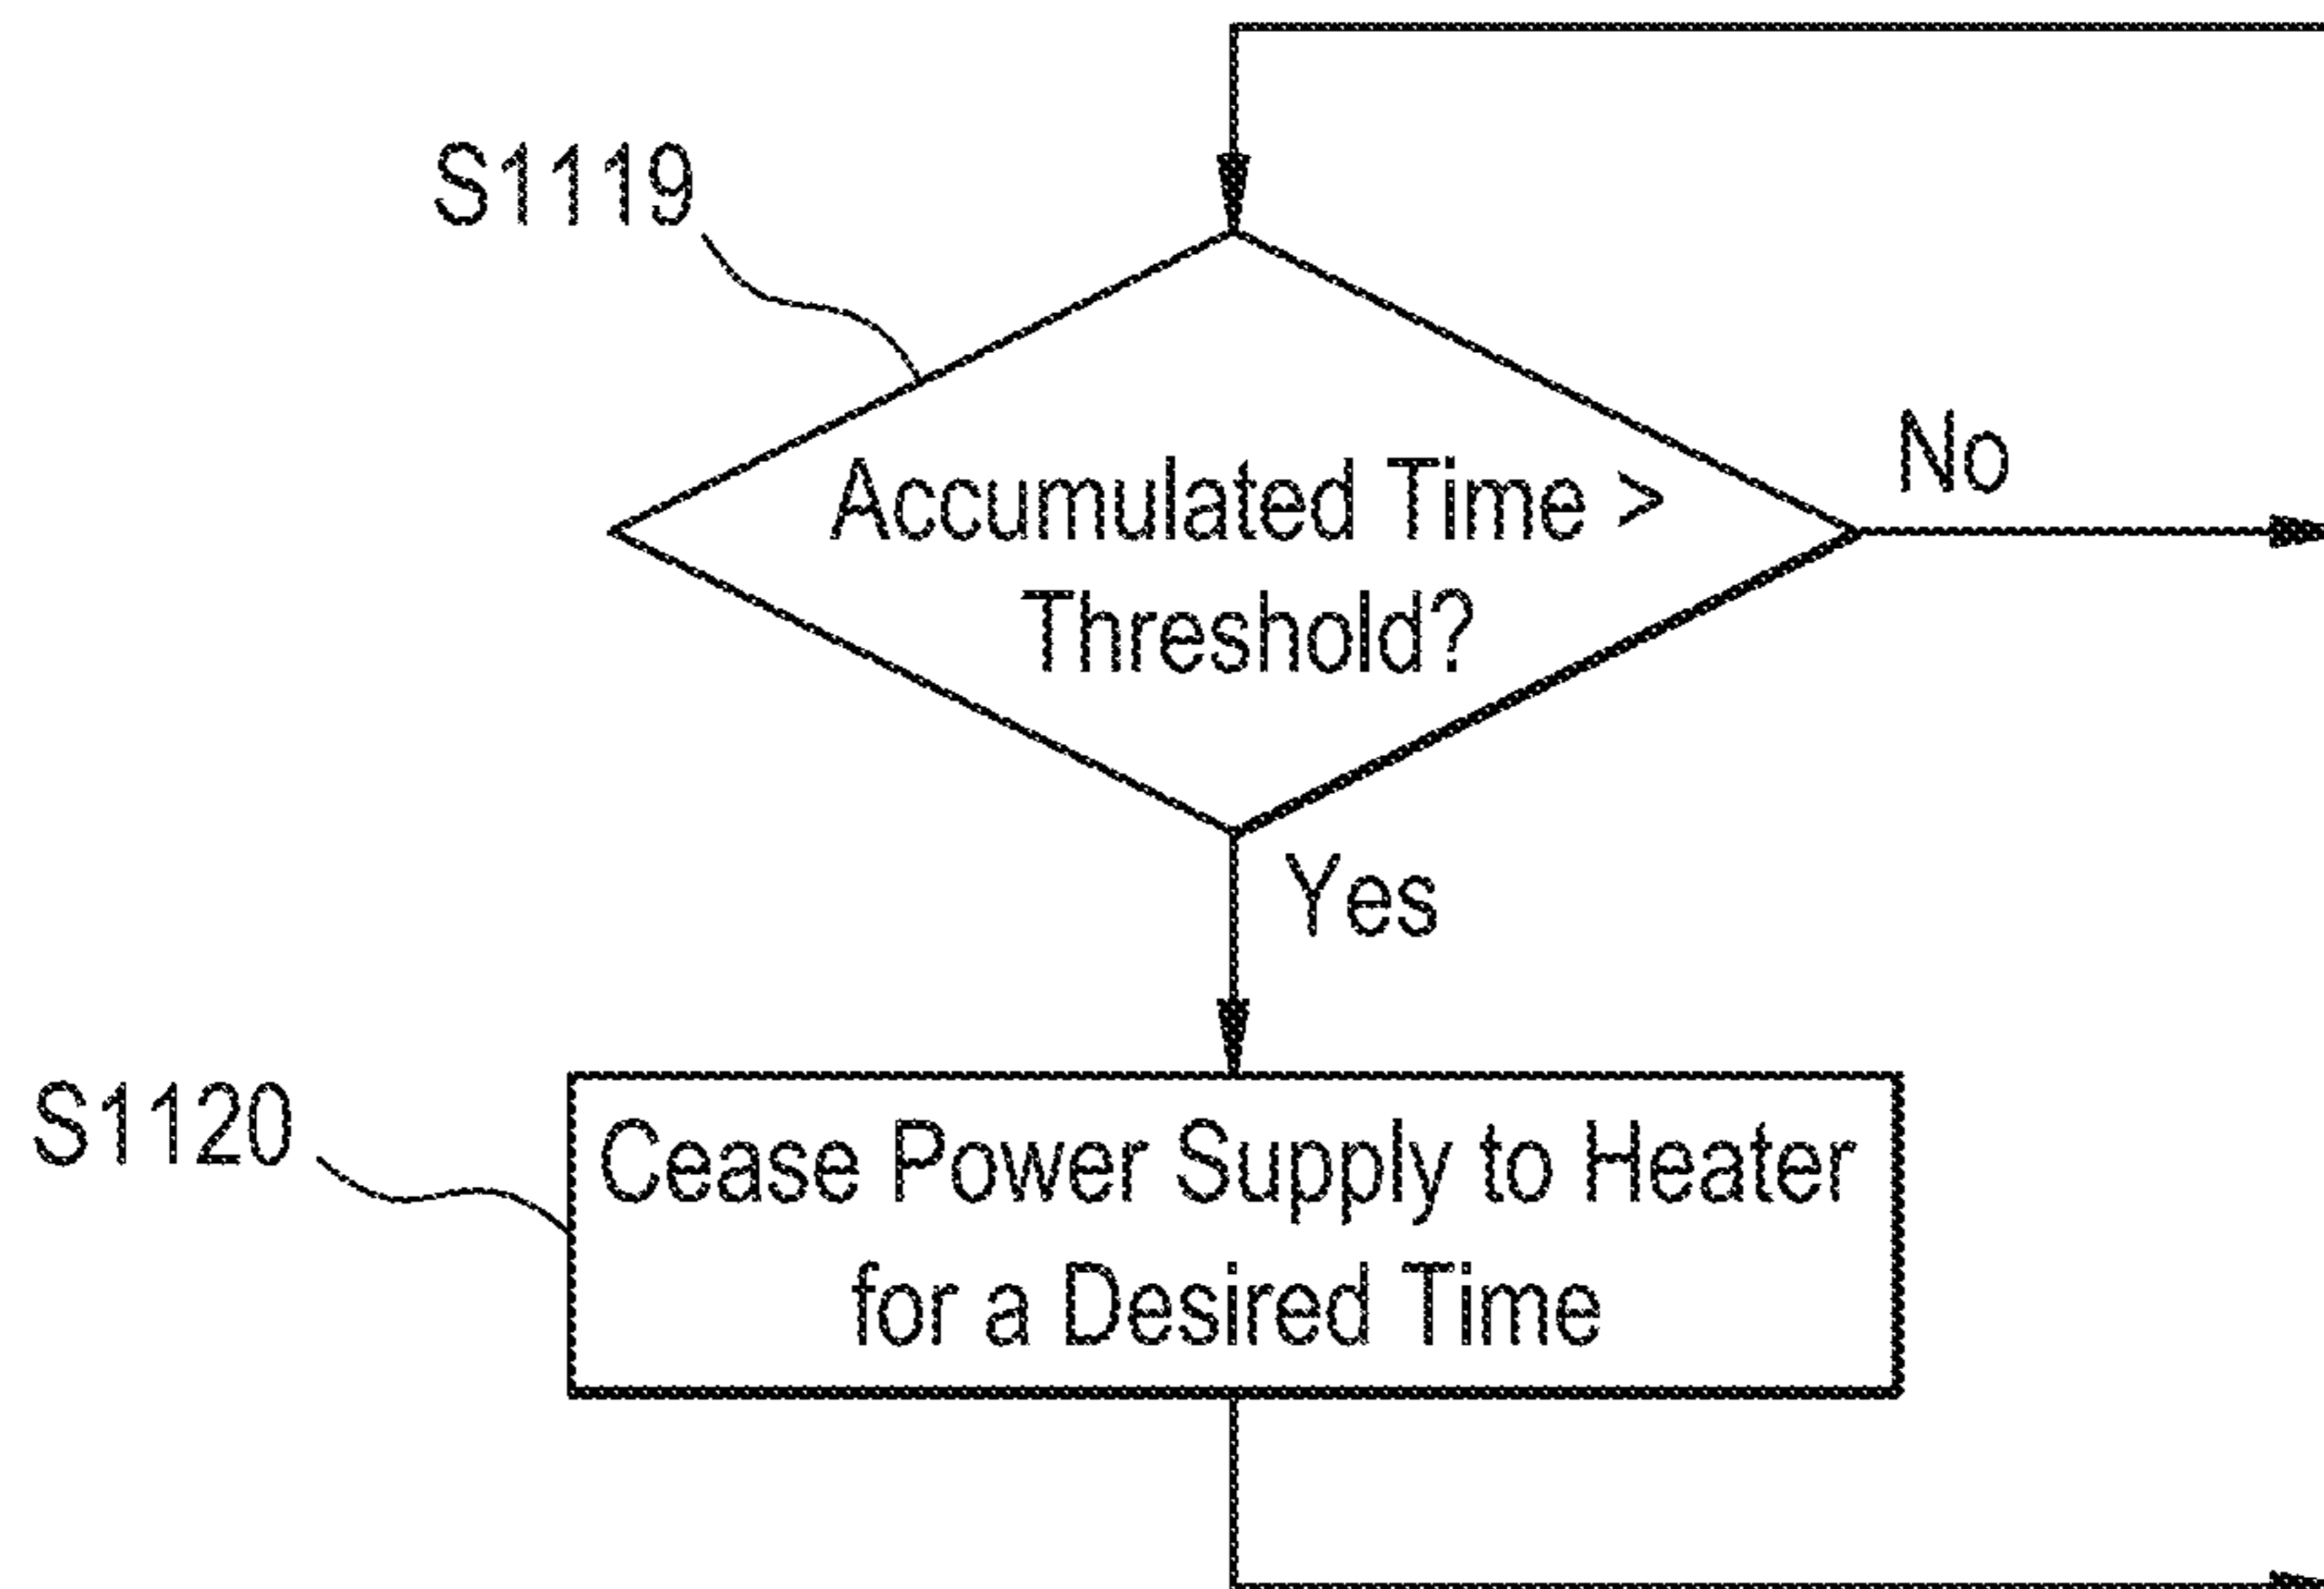 S1119
Accumulated Time >
Threshold?
No
Yes
S1120
Cease Power Supply to Heater
for a Desired Time